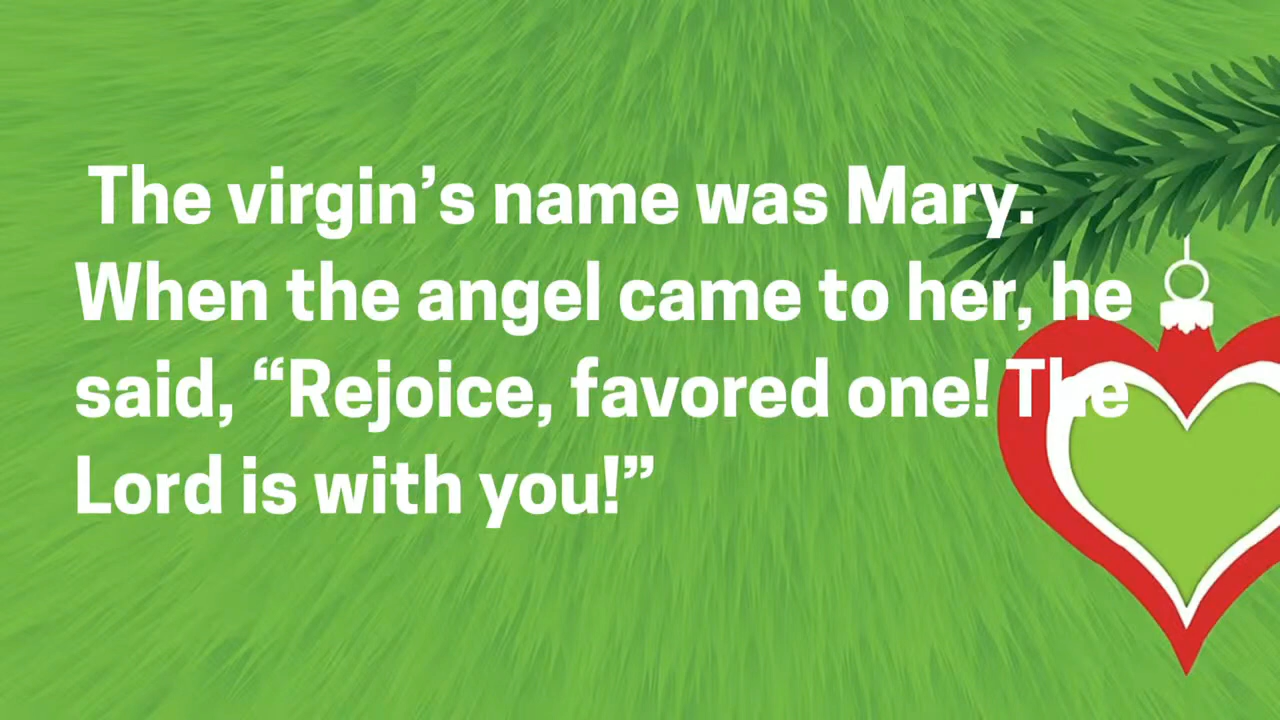 The virgin’s name was Mary.
When the angel came to her, he
said, “Rejoice, favored one! The
Lord is with you!”